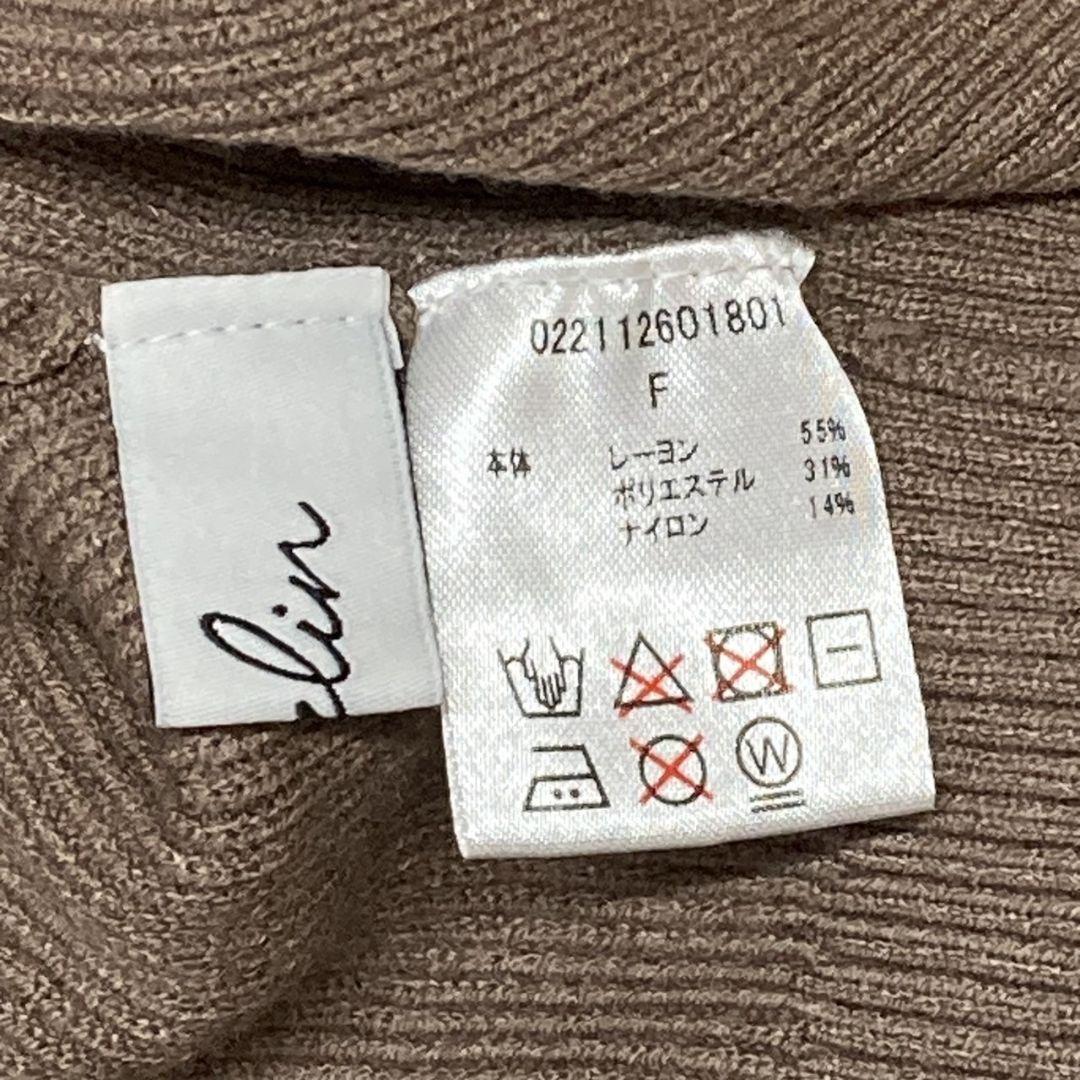 022112601801
F
本体 レーヨン 55%
ポリエステル 31%
ナイロン 14%
W